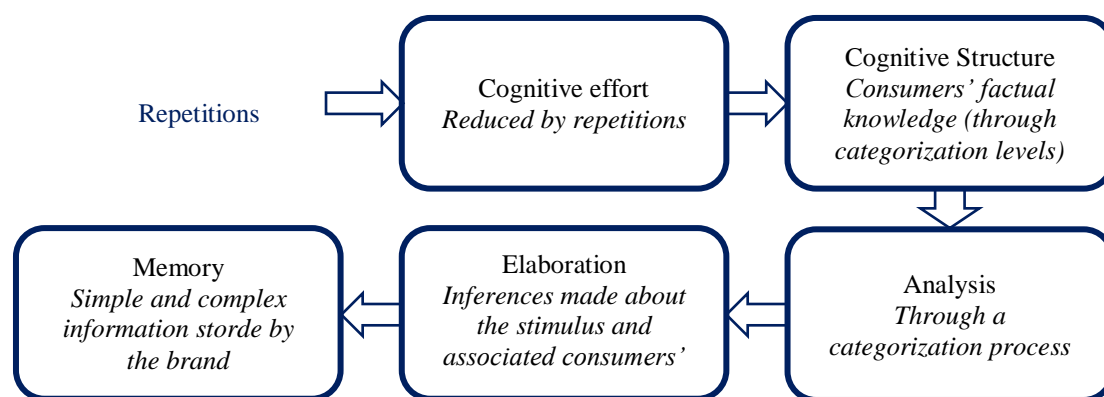 Repetitions
Cognitive effort
Reduced by repetitions
Cognitive Structure
Consumers’ factual
knowledge (through
categorization levels)
Analysis
Through a
categorization process
Elaboration
Inferences made about
the stimulus and
associated consumers’
Memory
Simple and complex
information storde by
the brand